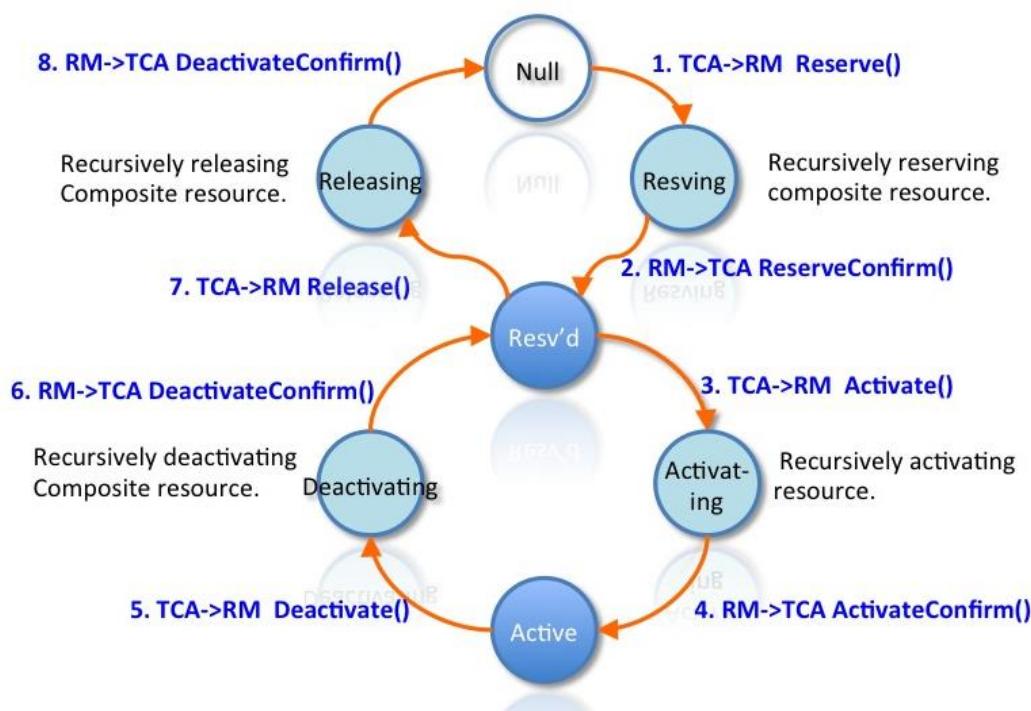 8. RM->TCA DeactivateConfirm()
Null
1. TCA->RM Reserve()
Recursively releasing
Composite resource.
Releasing
Resving
Recursively reserving
composite resource.
7. TCA->RM Release()
2. RM->TCA ReserveConfirm()
Resv'd
6. RM->TCA DeactivateConfirm()
3. TCA->RM Activate()
Recursively deactivating
Composite resource.
Deactivating
Activat-
ing
Recursively activating
resource.
5. TCA->RM Deactivate()
Active
4. RM->TCA ActivateConfirm()